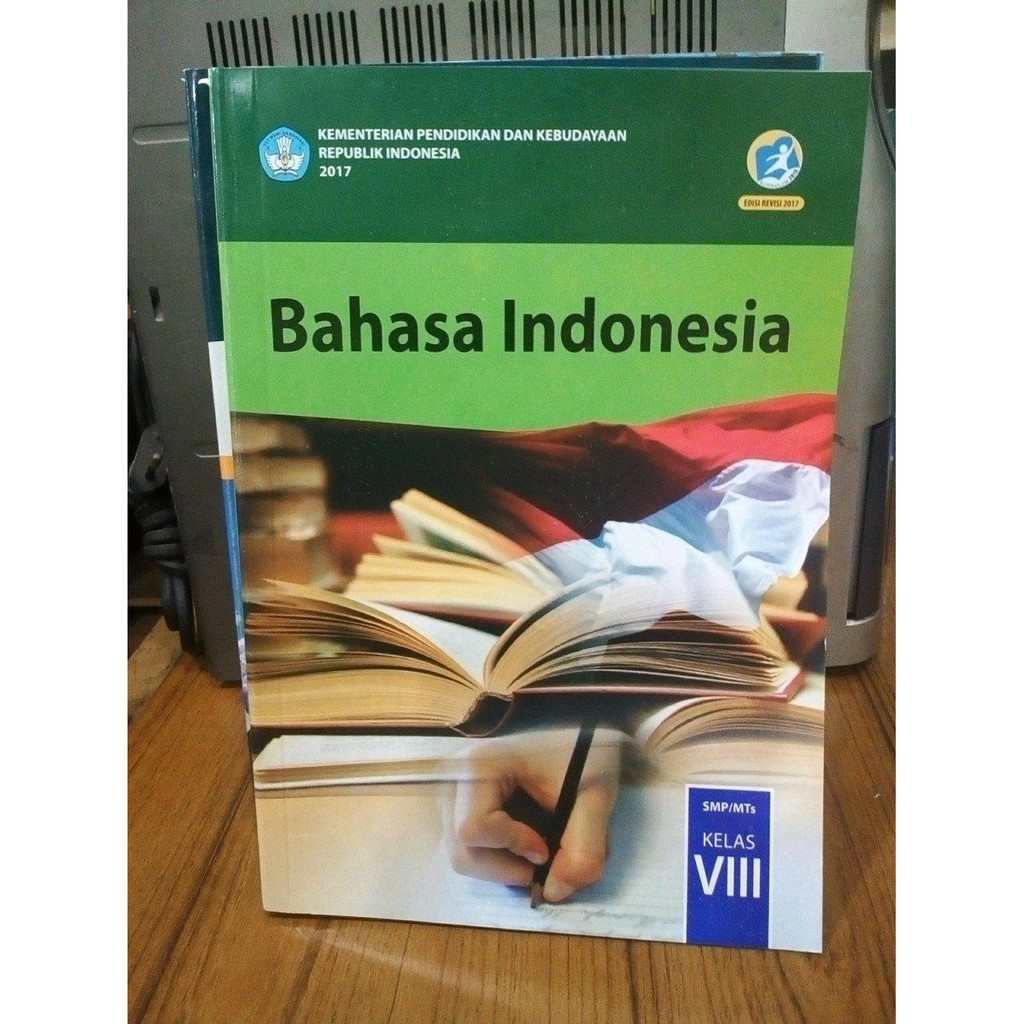 KEMENTERIAN PENDIDIKAN DAN KEBUDAYAAN
REPUBLIK INDONESIA
2017
EDISI REVISI 2017
Bahasa Indonesia
SMP/MTs
KELAS
VIII